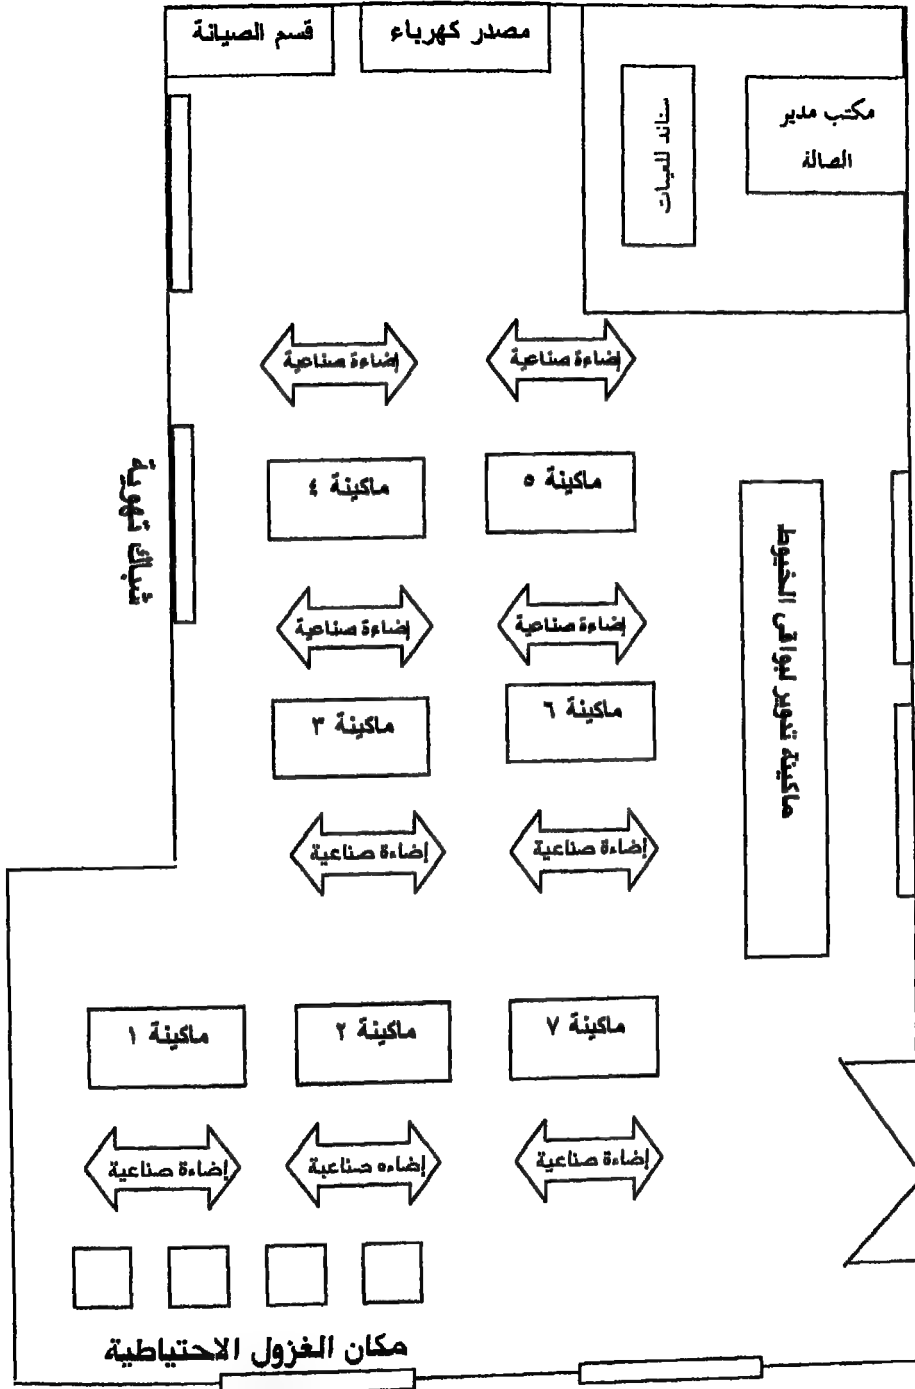 مصدر كهرباء
قسم الصيانة
مكتب مدير
الصالة
ستاند للعينات
إضاءة صناعية
إضاءة صناعية
ماكينة ٥
ماكينة ٤
شباك تهوية
ماكينة تدوير لبواقى الخيوط
إضاءة صناعية
إضاءة صناعية
ماكينة ٦
ماكينة ٣
إضاءة صناعية
إضاءة صناعية
ماكينة ٧
ماكينة ٢
ماكينة ١
إضاءة صناعية
إضاءه صناعية
إضاءة صناعية
مكان الغزول الاحتياطية